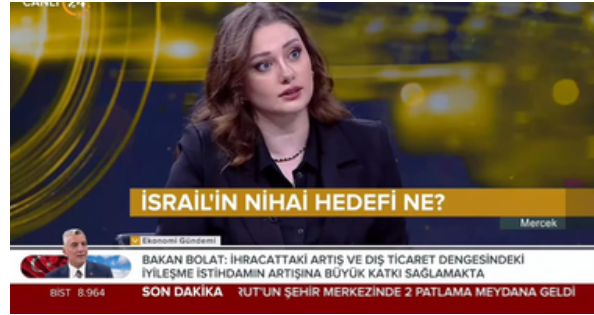 CANLI 24
İSRAİL'İN NİHAİ HEDEFİ NE?
Mercek
Ekonomi Gündemi
BAKAN BOLAT: İHRACATTAKİ ARTIŞ VE DIŞ TİCARET DENGESİNDEKİ
İYİLEŞME İSTİHDAMIN ARTIŞINA BÜYÜK KATKI SAĞLAMAKTA
BIST 8.964 SON DAKİKA RUT'UN ŞEHİR MERKEZİNDE 2 PATLAMA MEYDANA GELDİ